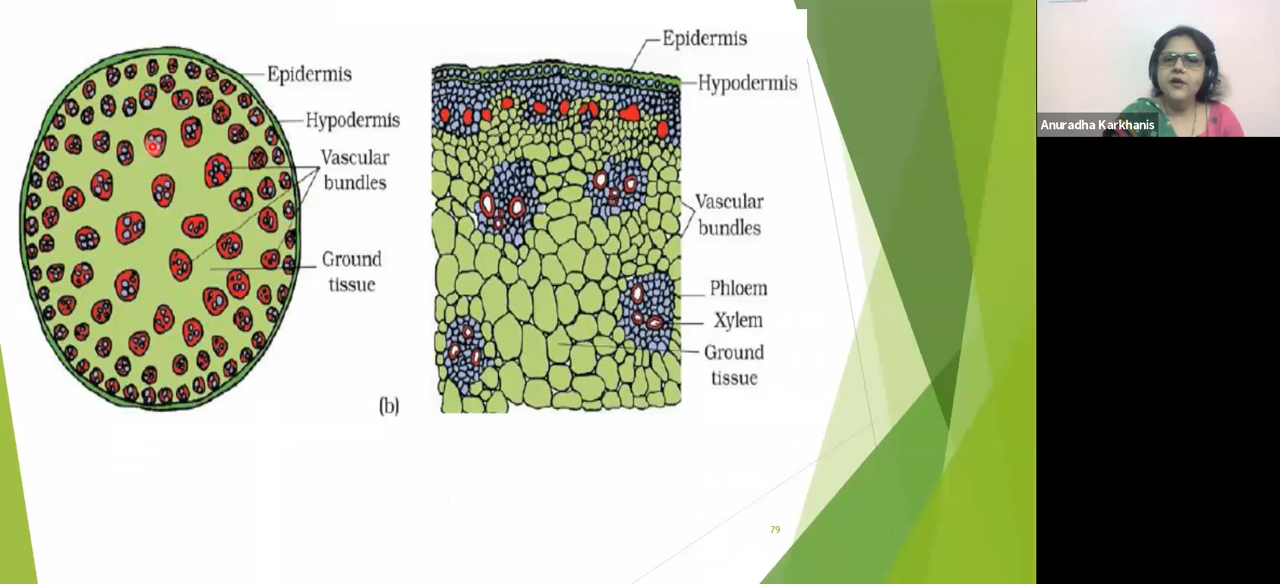 Epidermis
Hypodermis
Vascular
bundles
Ground
tissue
(b)
Epidermis
Hypodermis
Vascular
bundles
Phloem
Xylem
Ground
tissue
79
Anuradha Karkhanis